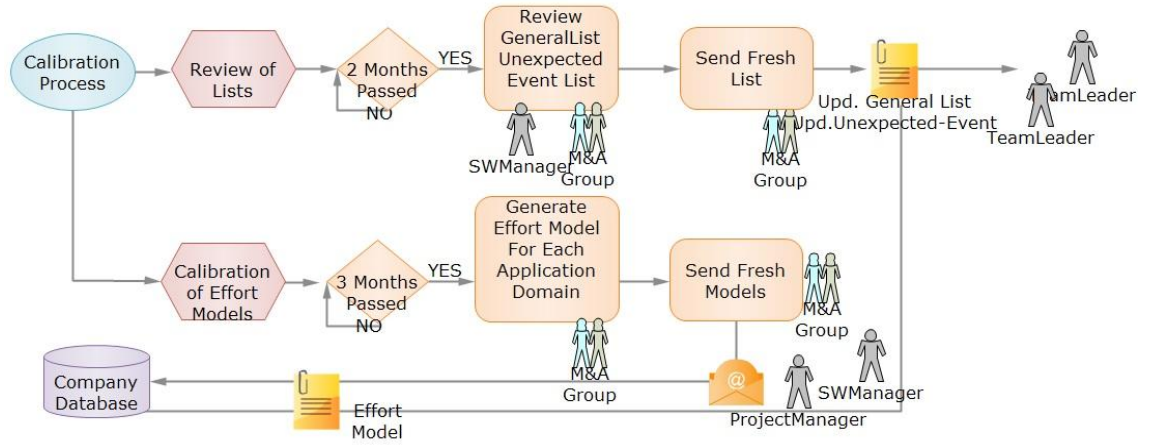 Calibration
Process
Review of
Lists
2 Months
Passed
NO
YES
Review
GeneralList
Unexpected
Event List
SWManager
M&A
Group
Send Fresh
List
M&A
Group
Upd. General List
Upd.Unexpected-Event
TeamLeader
TeamLeader
Calibration
of Effort
Models
3 Months
Passed
NO
YES
Generate
Effort Model
For Each
Application
Domain
M&A
Group
Send Fresh
Models
M&A
Group
Company
Database
Effort
Model
@
ProjectManager
SWManager